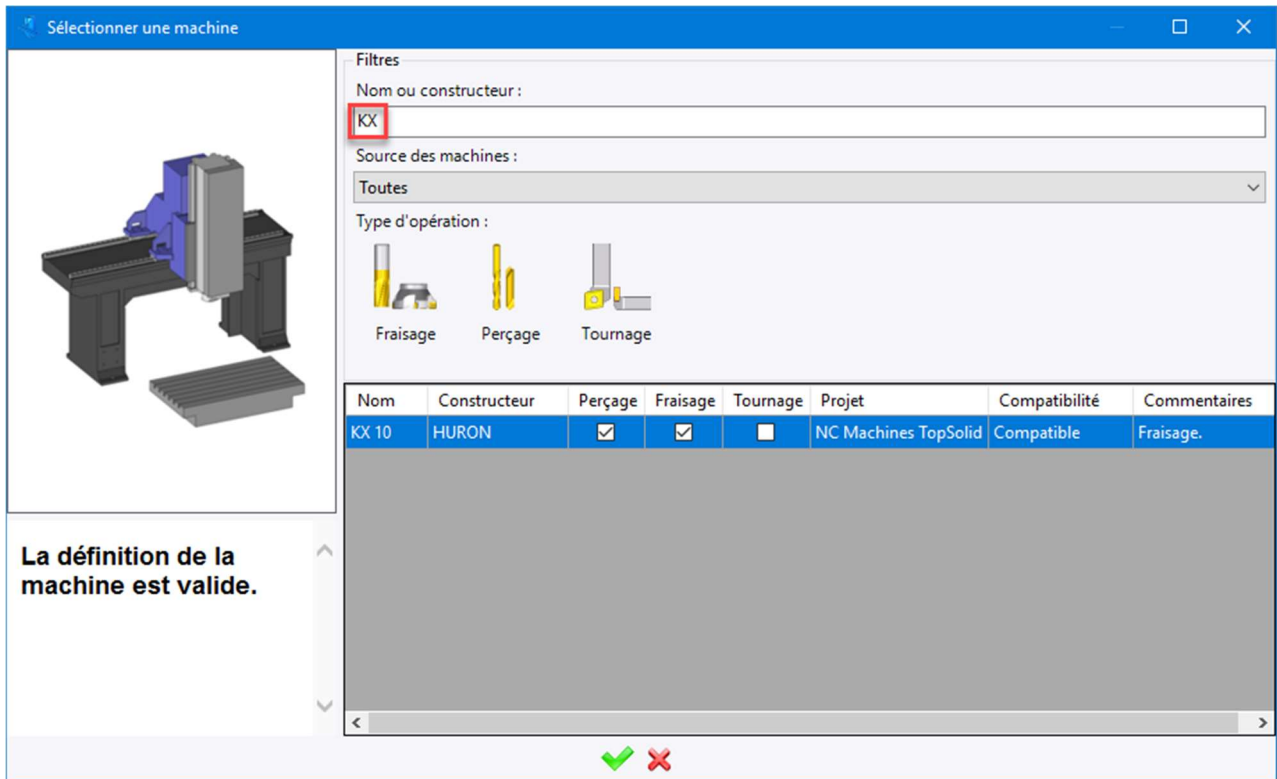 Sélectionner une machine
Filtres
Nom ou constructeur :
KX
Source des machines :
Toutes
Type d'opération :
Fraisage Perçage Tournage
Nom Constructeur Perçage Fraisage Tournage Projet Compatibilité Commentaires
KX 10 HURON NC Machines TopSolid Compatible Fraisage.
La définition de la
machine est valide.